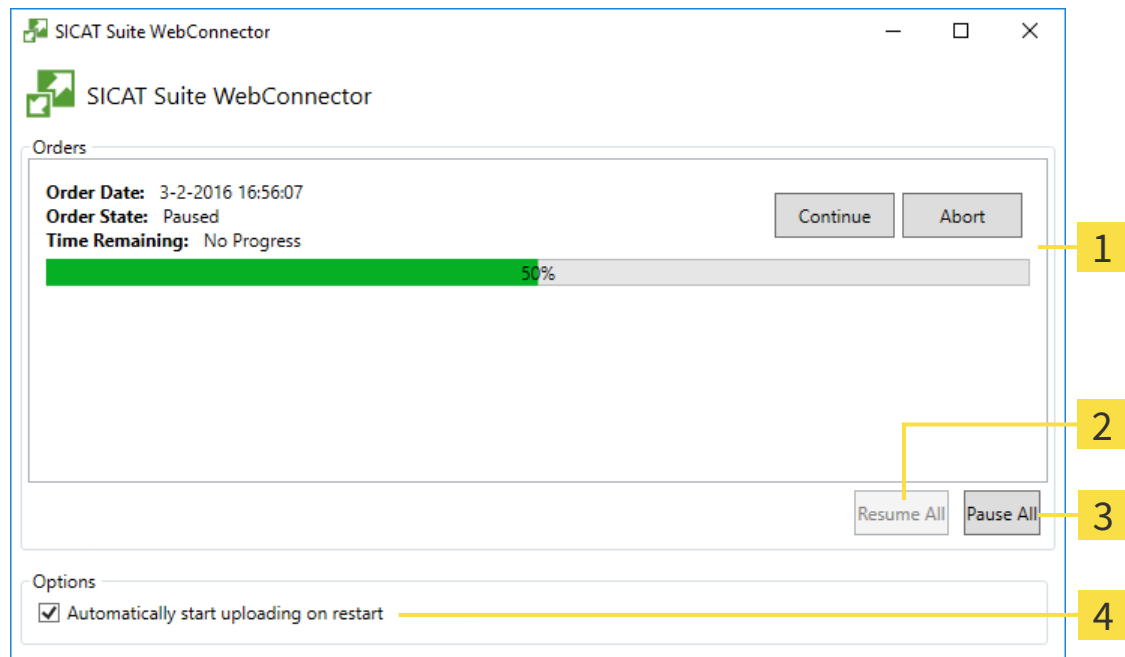 SICAT Suite WebConnector
SICAT Suite WebConnector
Orders
Order Date: 3-2-2016 16:56:07
Order State: Paused
Time Remaining: No Progress
Continue
Abort
1
50%
2
Resume All
Pause All
3
Options
Automatically start uploading on restart
4